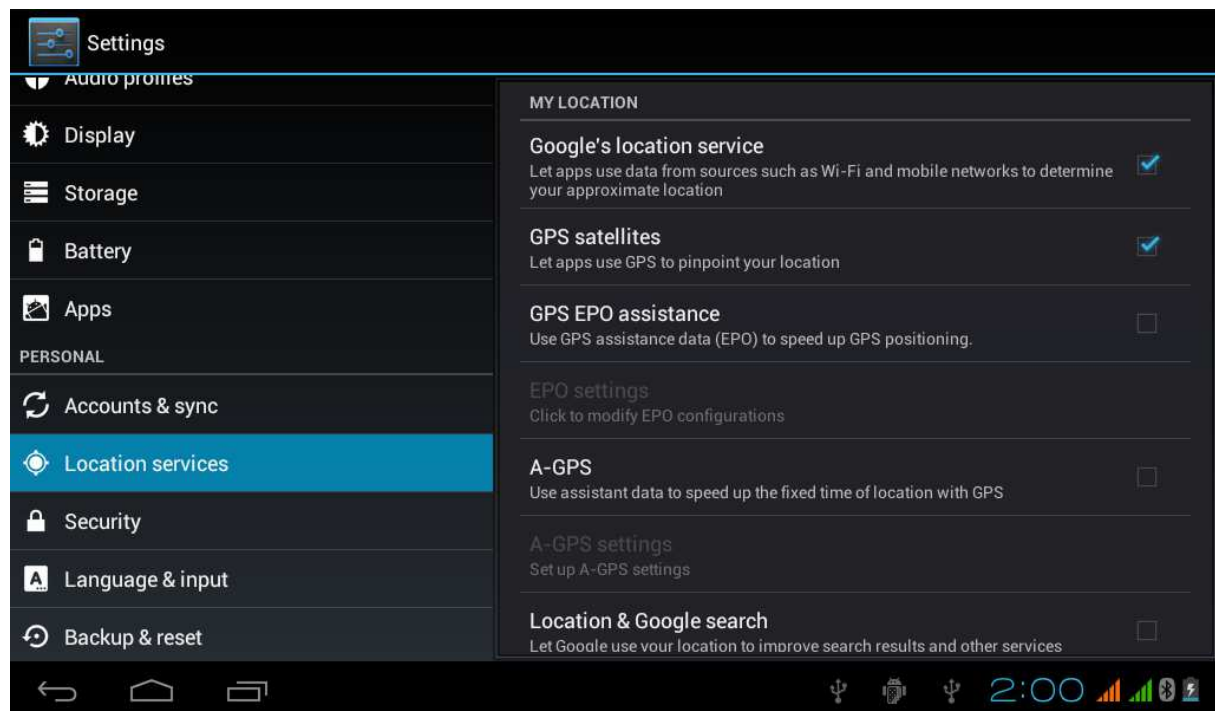 Settings
Audio profiles
Display
Storage
Battery
Apps
PERSONAL
Accounts & sync
Location services
Security
Language & input
Backup & reset
MY LOCATION
Google's location service
Let apps use data from sources such as Wi-Fi and mobile networks to determine
your approximate location
GPS satellites
Let apps use GPS to pinpoint your location
GPS EPO assistance
Use GPS assistance data (EPO) to speed up GPS positioning.
EPO settings
Click to modify EPO configurations
A-GPS
Use assistant data to speed up the fixed time of location with GPS
A-GPS settings
Set up A-GPS settings
Location & Google search
Let Google use your location to improve search results and other services
2:00